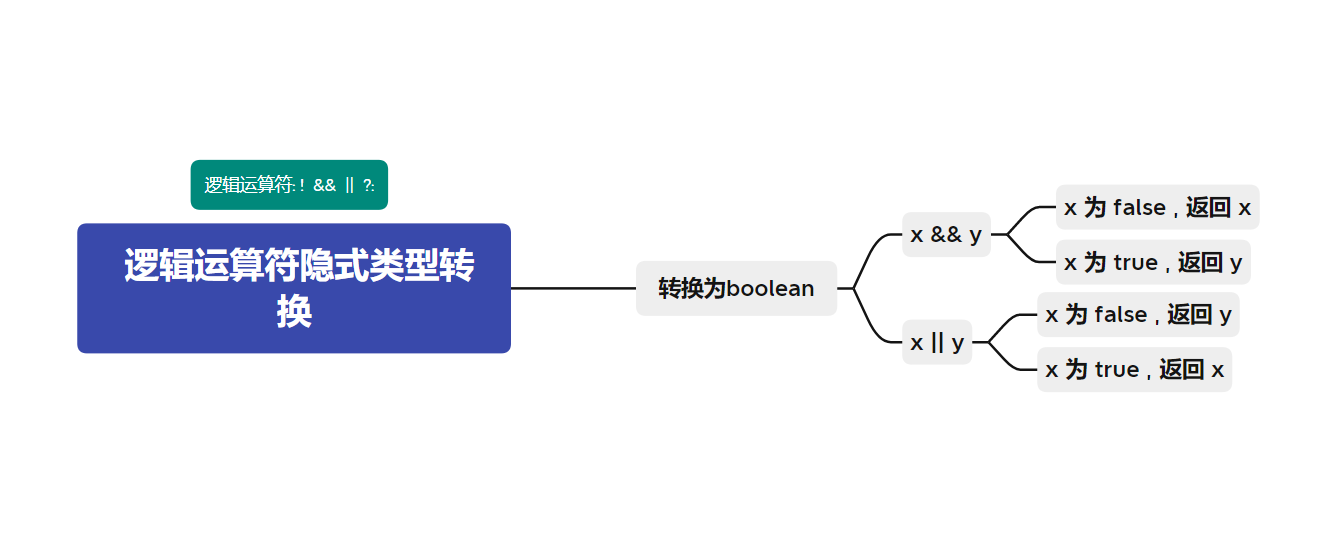 逻辑运算符: !  &&  ||  ?:
逻辑运算符隐式类型转
换
转换为boolean
x && y
x 为 false , 返回 x
x 为 true , 返回 y
x || y
x 为 false , 返回 y
x 为 true , 返回 x